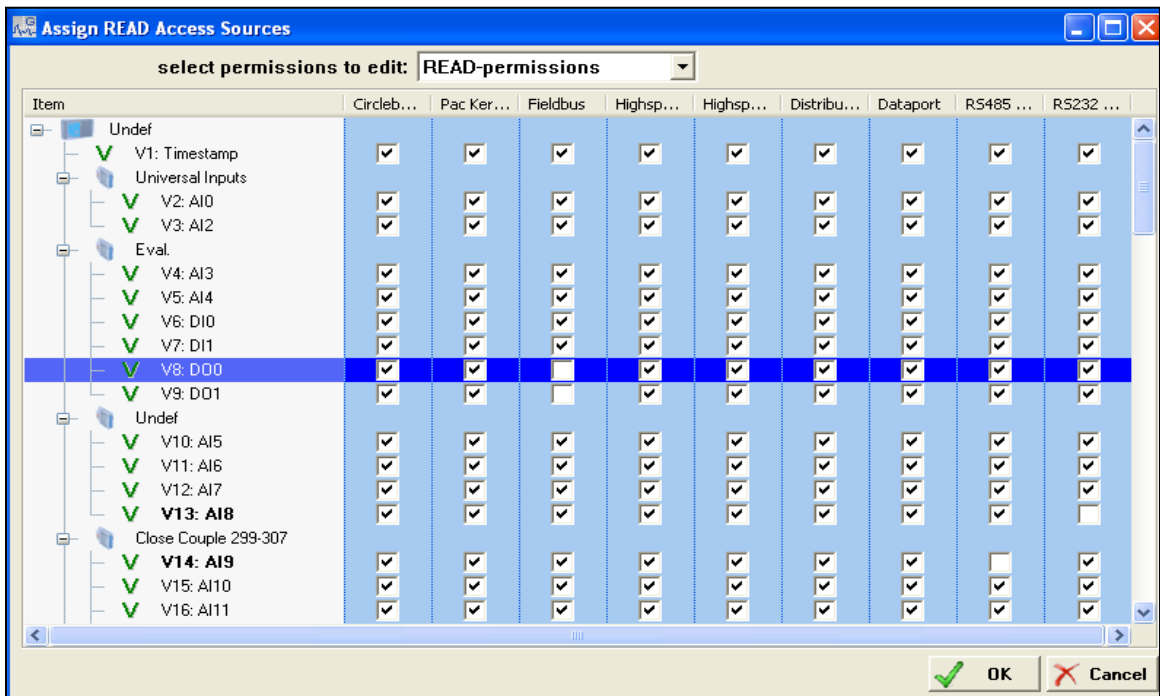 Assign READ Access Sources
select permissions to edit: READ-permissions
Item Circleb... Pac Ker... Fieldbus Highsp... Highsp... Distribu... Dataport RS485 ... RS232 ...
Undef
V1: Timestamp
Universal Inputs
V2: AI0
V3: AI2
Eval.
V4: AI3
V5: AI4
V6: DI0
V7: DI1
V8: DO0
V9: DO1
Undef
V10: AI5
V11: AI6
V12: AI7
V13: AI8
Close Couple 299-307
V14: AI9
V15: AI10
V16: AI11
OK Cancel